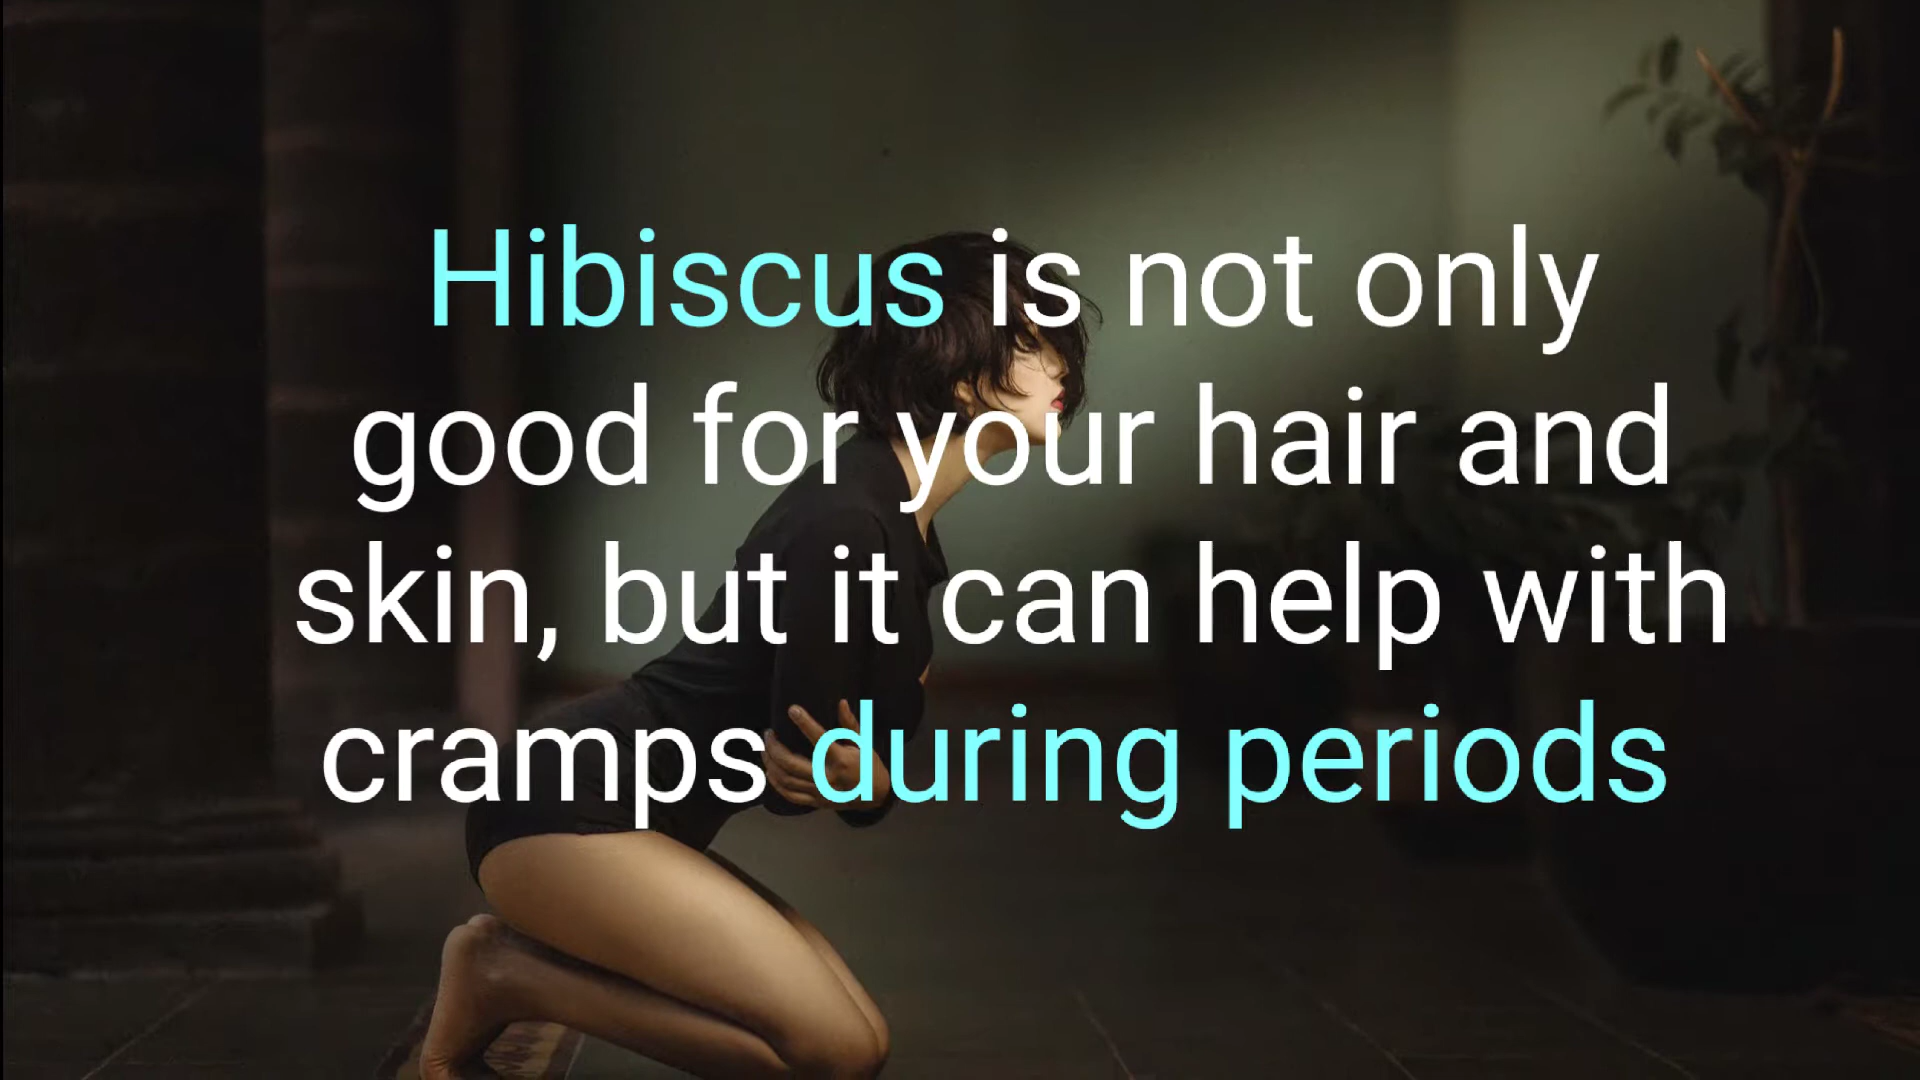 Hibiscus is not only
good for your hair and
skin, but it can help with
cramps during periods